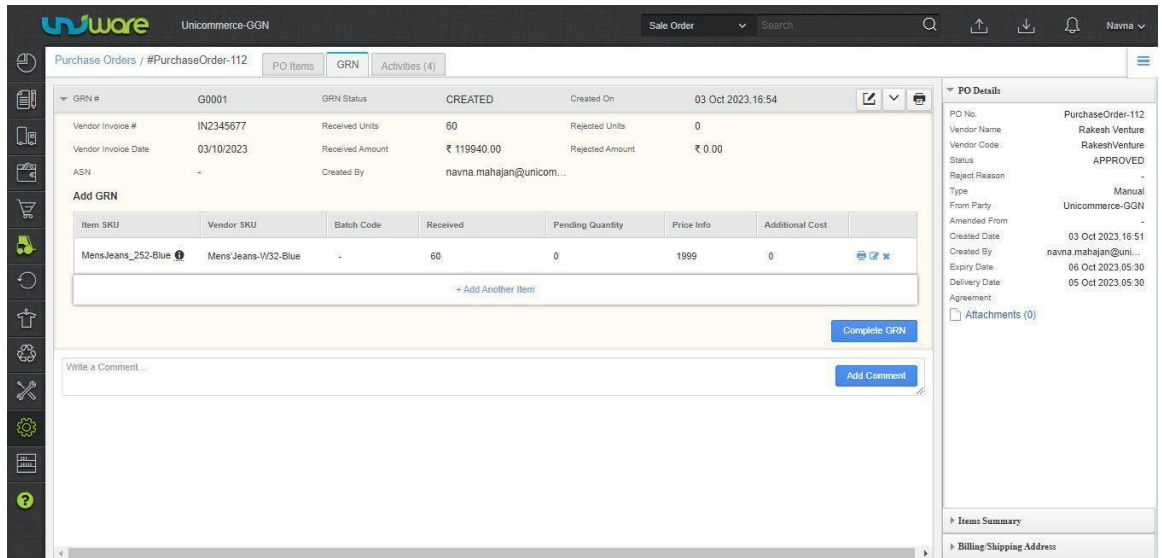 uniware Unicommerce-GGN Sale Order Search Navna
Purchase Orders / #PurchaseOrder-112 PO Items GRN Activities (4)
GRN # G0001 GRN Status CREATED Created On 03 Oct 2023,16:54
Vendor Invoice # IN2345677 Received Units 60 Rejected Units 0
Vendor Invoice Date 03/10/2023 Received Amount ₹ 119940.00 Rejected Amount ₹ 0.00
ASN - Created By navna.mahajan@unicom...
Add GRN
Item SKU Vendor SKU Batch Code Received Pending Quantity Price Info Additional Cost
MensJeans_252-Blue Mens'Jeans-W32-Blue - 60 0 1999 0
+ Add Another Item
Complete GRN
Write a Comment...
Add Comment
PO Details
PO No. PurchaseOrder-112
Vendor Name Rakesh Venture
Vendor Code RakeshVenture
Status APPROVED
Reject Reason -
Type Manual
From Party Unicommerce-GGN
Amended From -
Created Date 03 Oct 2023,16:51
Created By navna.mahajan@uni...
Expiry Date 06 Oct 2023,05:30
Delivery Date 05 Oct 2023,05:30
Agreement
Attachments (0)
Items Summary
Billing/Shipping Address